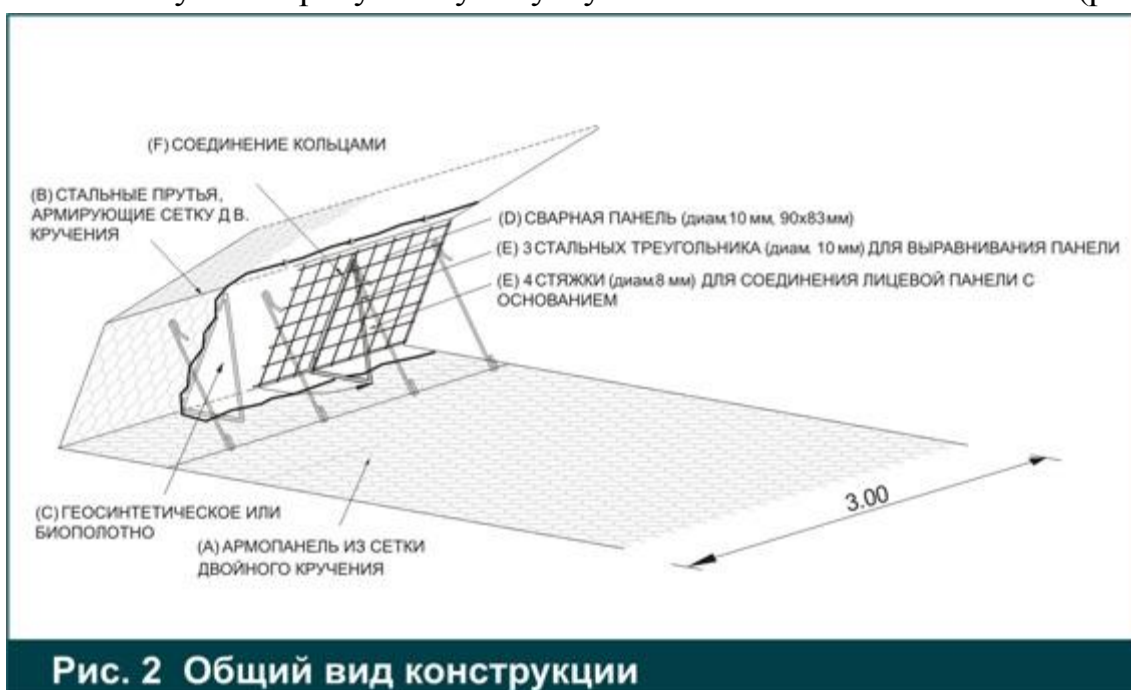 (F) СОЕДИНЕНИЕ КОЛЬЦАМИ
(B) СТАЛЬНЫЕ ПРУТЬЯ,
АРМИРУЮЩИЕ СЕТКУ Д В.
КРУЧЕНИЯ
(D) СВАРНАЯ ПАНЕЛЬ (диам.10 мм, 90x83мм)
(E) 3 СТАЛЬНЫХ ТРЕУГОЛЬНИКА (диам. 10 мм) ДЛЯ ВЫРАВНИВАНИЯ ПАНЕЛИ
(E) 4 СТЯЖКИ (диам.8 мм) ДЛЯ СОЕДИНЕНИЯ ЛИЦЕВОЙ ПАНЕЛИ С
ОСНОВАНИЕМ
(C) ГЕОСИНТЕТИЧЕСКОЕ ИЛИ
БИОПОЛОТНО
(A) АРМОПАНЕЛЬ ИЗ СЕТКИ
ДВОЙНОГО КРУЧЕНИЯ
3.00
Рис. 2 Общий вид конструкции